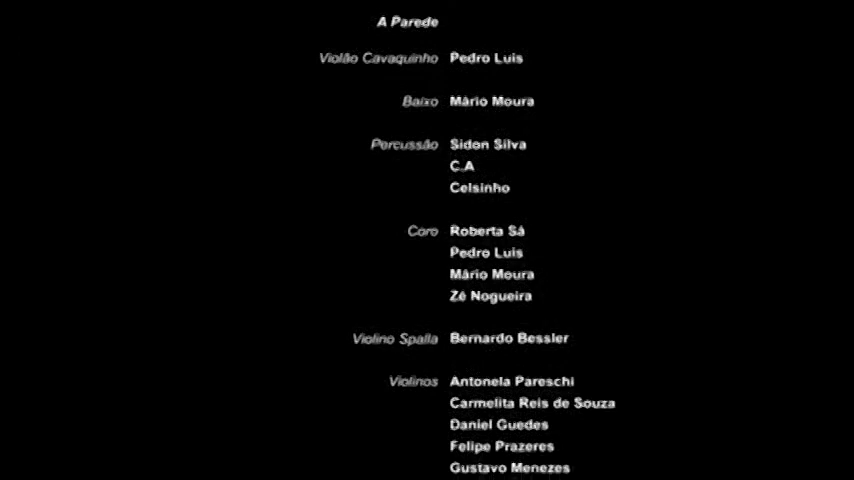 A Parede
Violão Cavaquinho Pedro Luis
Baixo Mário Moura
Percussão Sidon Silva
C.A
Celsinho
Coro Roberta Sá
Pedro Luis
Mário Moura
Zé Nogueira
Violino Spalla Bernardo Bessler
Violinos Antonela Pareschi
Carmelita Reis de Souza
Daniel Guedes
Felipe Prazeres
Gustavo Menezes